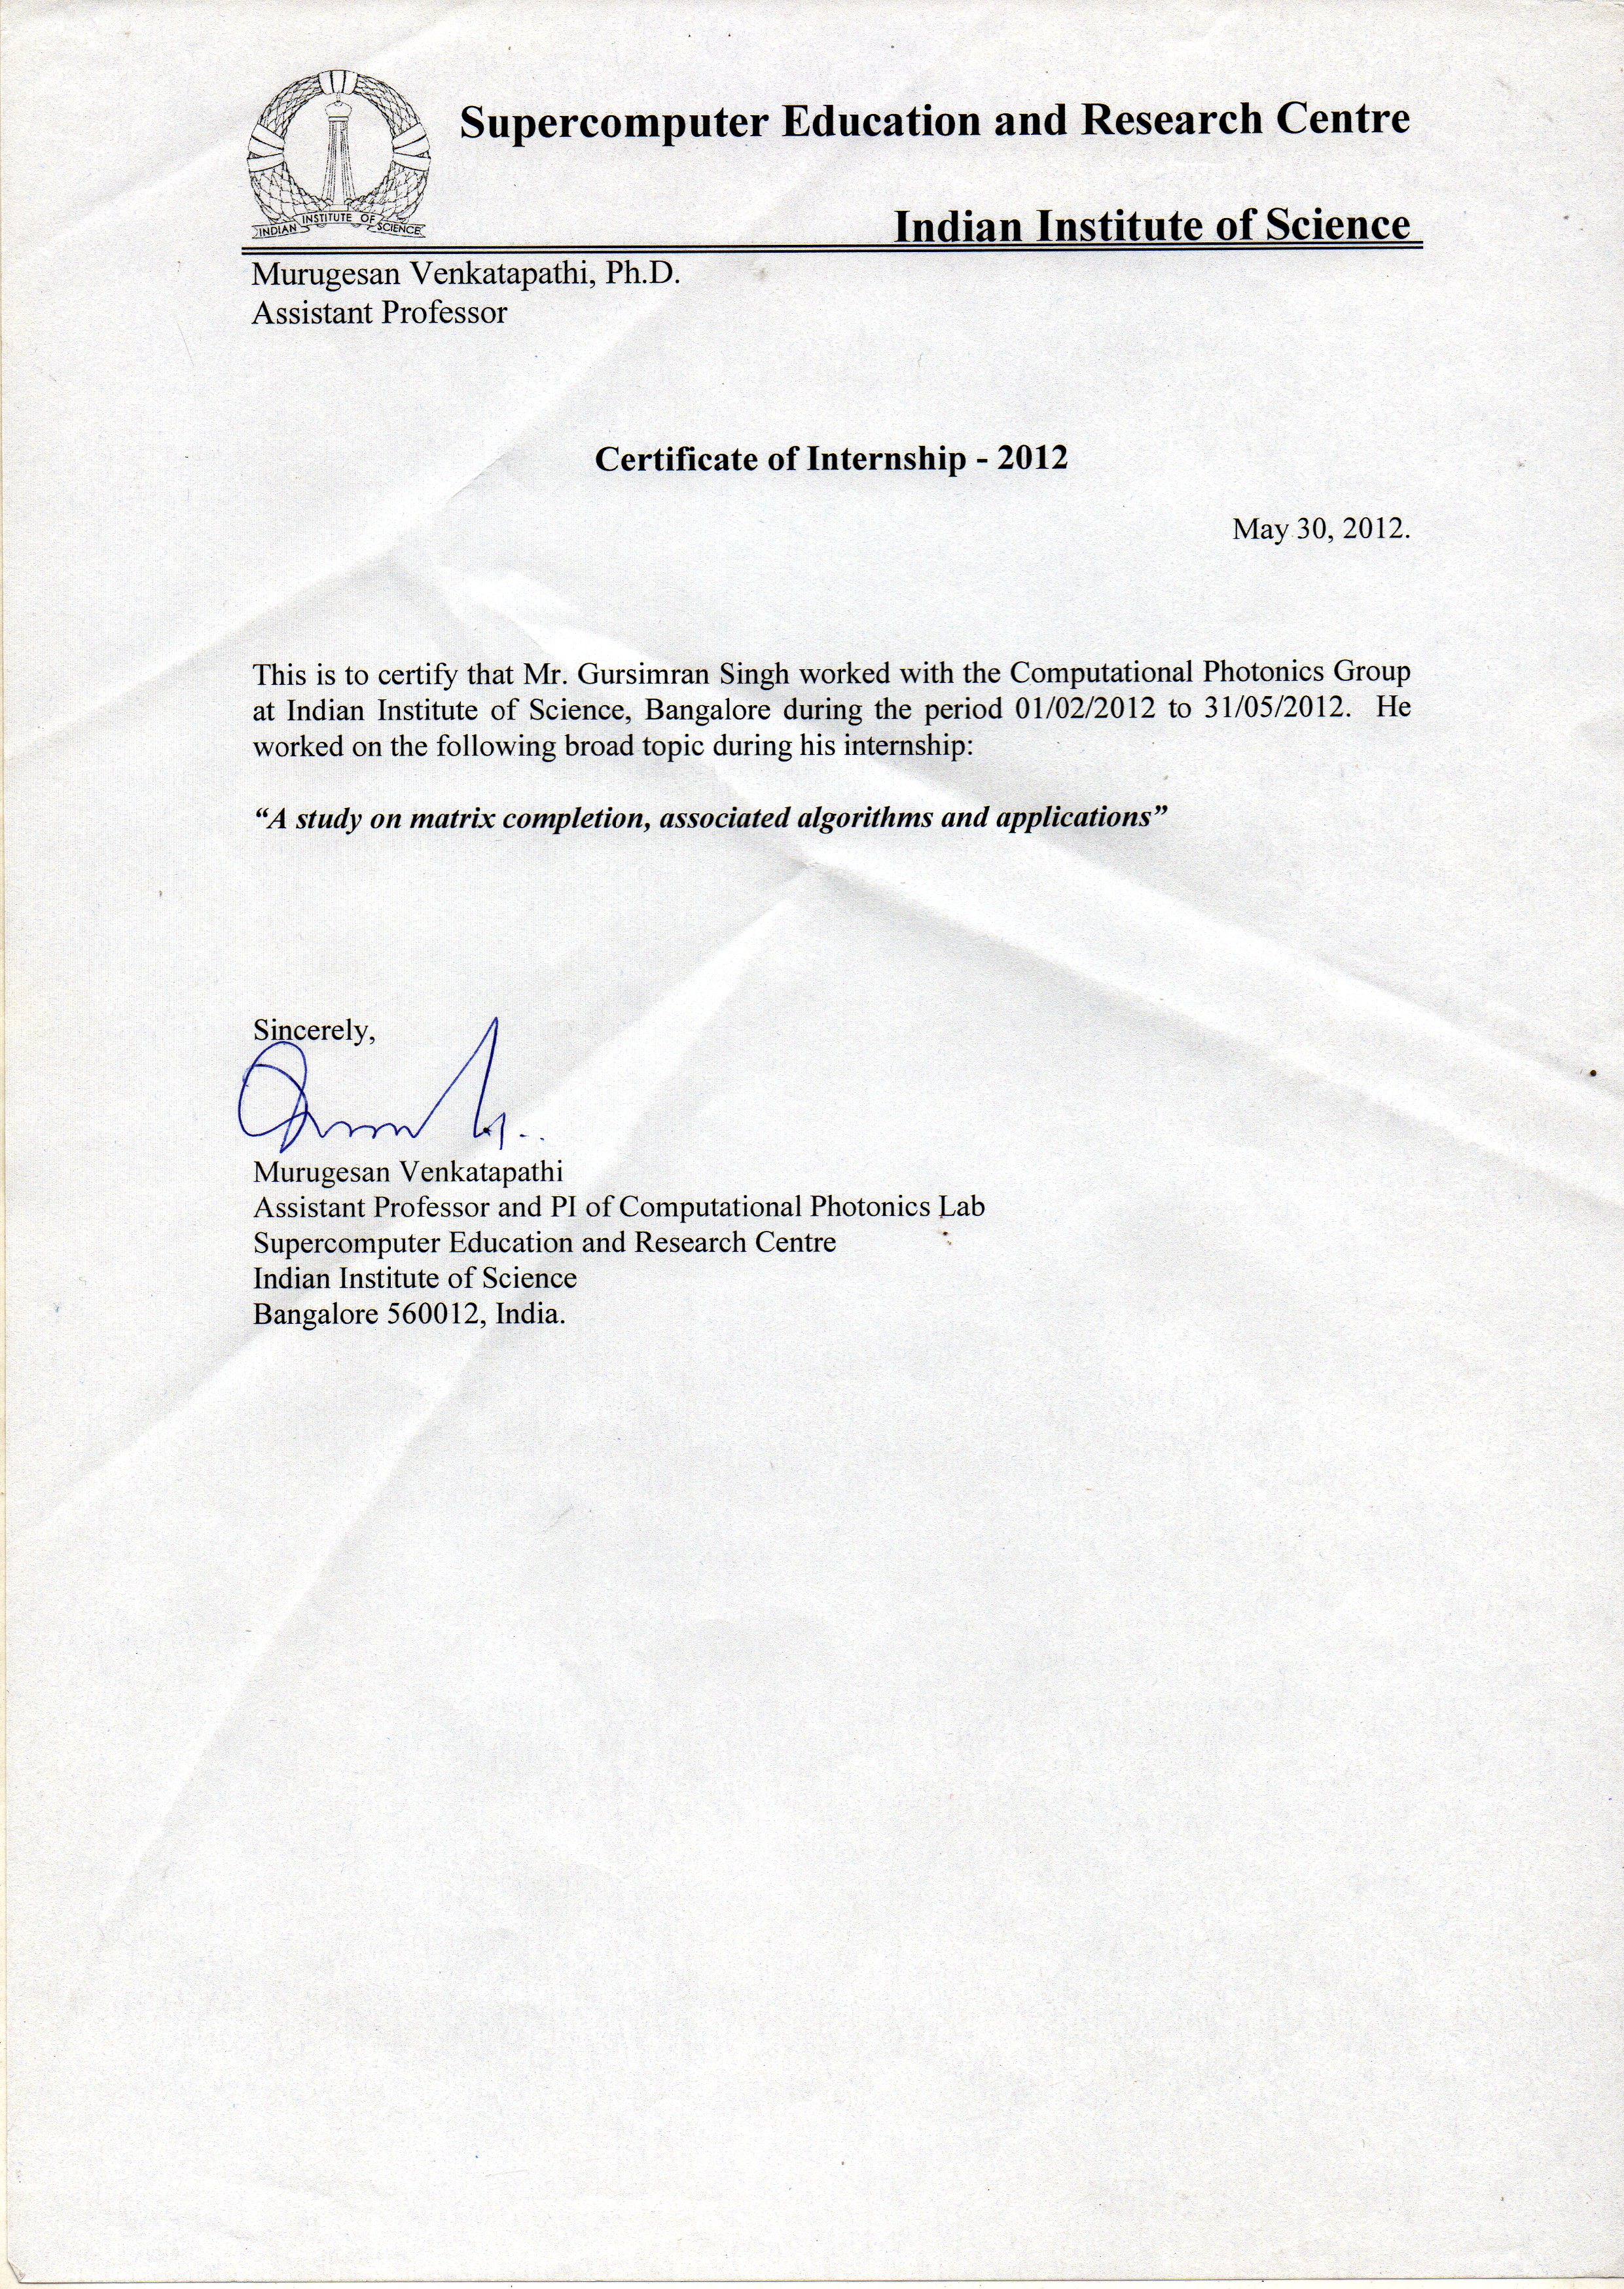 Supercomputer Education and Research Centre
INDIAN INSTITUTE OF SCIENCE
Indian Institute of Science
Murugesan Venkatapathi, Ph.D.
Assistant Professor
Certificate of Internship - 2012
May 30, 2012.
This is to certify that Mr. Gursimran Singh worked with the Computational Photonics Group
at Indian Institute of Science, Bangalore during the period 01/02/2012 to 31/05/2012. He
worked on the following broad topic during his internship:
“A study on matrix completion, associated algorithms and applications”
Sincerely,
Murugesan Venkatapathi
Assistant Professor and PI of Computational Photonics Lab
Supercomputer Education and Research Centre
Indian Institute of Science
Bangalore 560012, India.